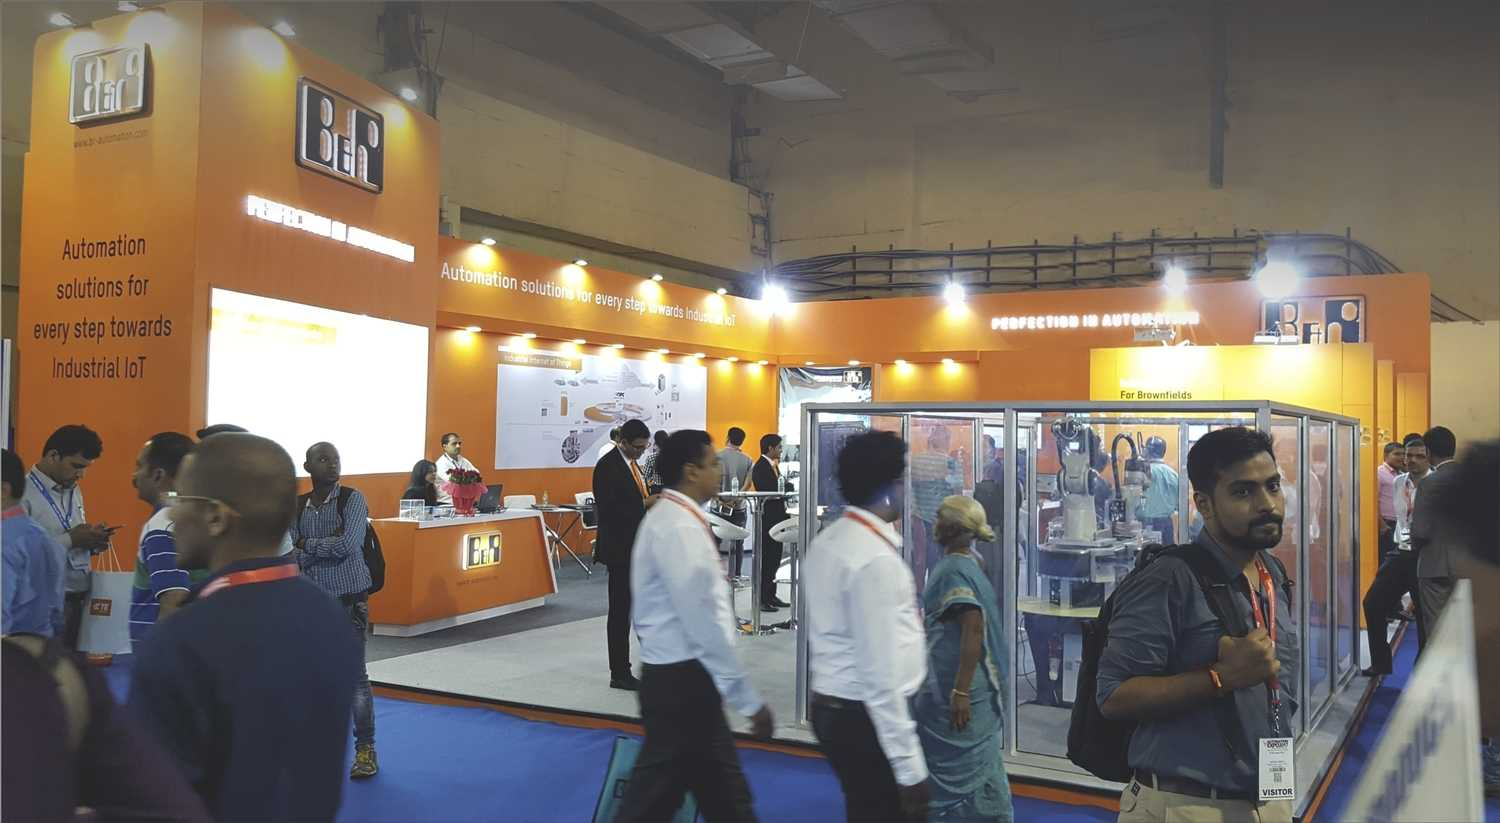 B&R
www.br-automation.com
Automation
solutions for
every step towards
Industrial IoT
B&R
PERFECTION IN AUTOMATION
Automation solutions for every step towards Industrial IoT
Industrial Internet of Things
PERFECTION IN AUTOMATION
B&R
For Brownfields
B&R
VISITOR